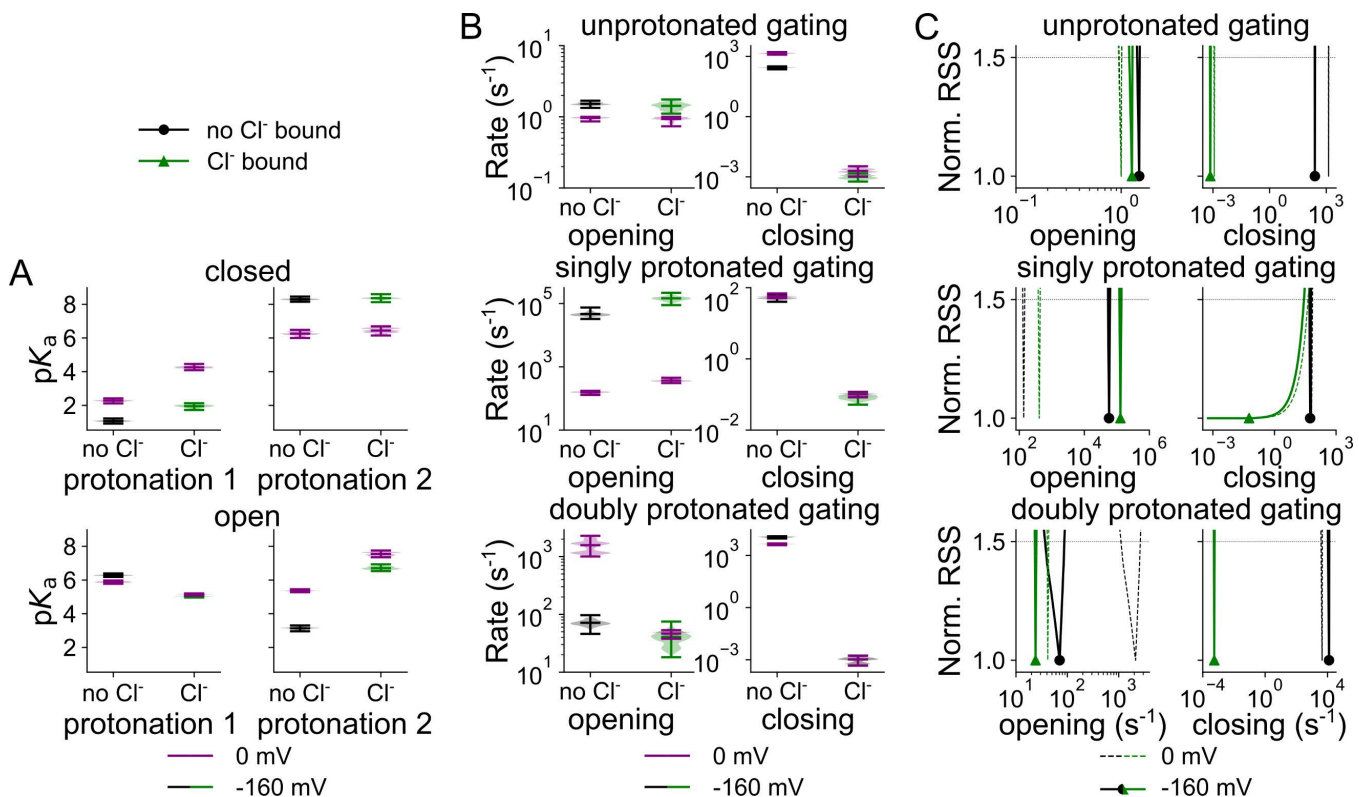 no Cl⁻ bound
Cl⁻ bound
A
closed
pKₐ
8
6
4
2
no Cl⁻ Cl⁻ no Cl⁻ Cl⁻
protonation 1 protonation 2
open
pKₐ
8
6
4
2
no Cl⁻ Cl⁻ no Cl⁻ Cl⁻
protonation 1 protonation 2
0 mV
-160 mV
B
unprotonated gating
Rate (s⁻¹)
10¹ 10³
10⁰ 10⁰
10⁻¹ 10⁻³
no Cl⁻ Cl⁻ no Cl⁻ Cl⁻
opening closing
singly protonated gating
Rate (s⁻¹)
10⁵ 10²
10³ 10⁰
10¹ 10⁻²
no Cl⁻ Cl⁻ no Cl⁻ Cl⁻
opening closing
doubly protonated gating
Rate (s⁻¹)
10³ 10³
10² 10⁰
10¹ 10⁻³
no Cl⁻ Cl⁻ no Cl⁻ Cl⁻
opening closing
0 mV
-160 mV
C
unprotonated gating
Norm. RSS
1.5
1.0
10⁻¹ 10⁰ 10⁻³ 10⁰ 10³
opening closing
singly protonated gating
Norm. RSS
1.5
1.0
10² 10⁴ 10⁶ 10⁻³ 10⁰ 10³
opening closing
doubly protonated gating
Norm. RSS
1.5
1.0
10¹ 10² 10³ 10⁻⁴ 10⁰ 10⁴
opening (s⁻¹) closing (s⁻¹)
0 mV
-160 mV